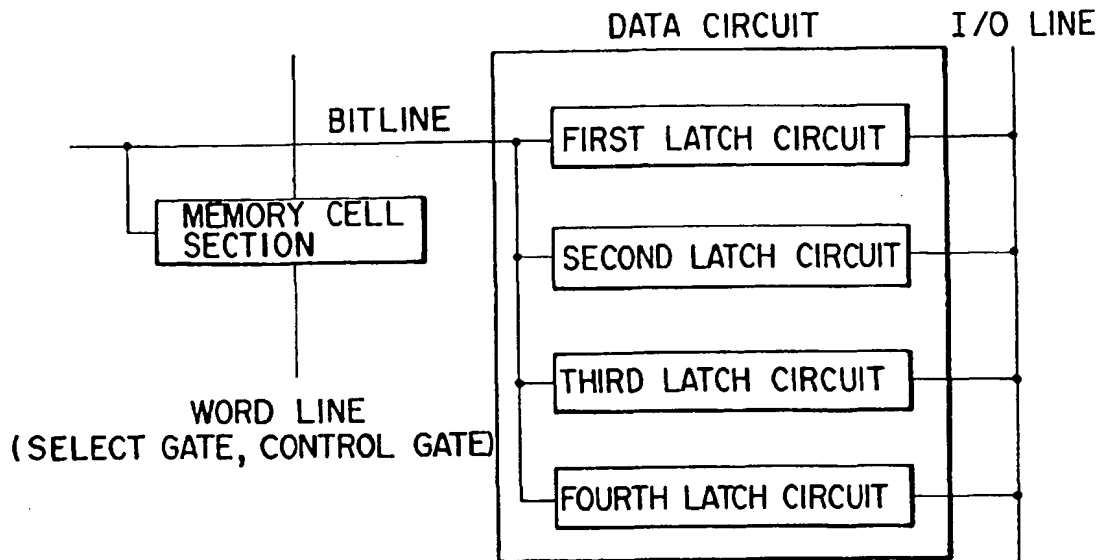 DATA CIRCUIT
I/O LINE
BITLINE
FIRST LATCH CIRCUIT
MEMORY CELL
SECTION
SECOND LATCH CIRCUIT
THIRD LATCH CIRCUIT
WORD LINE
(SELECT GATE, CONTROL GATE)
FOURTH LATCH CIRCUIT